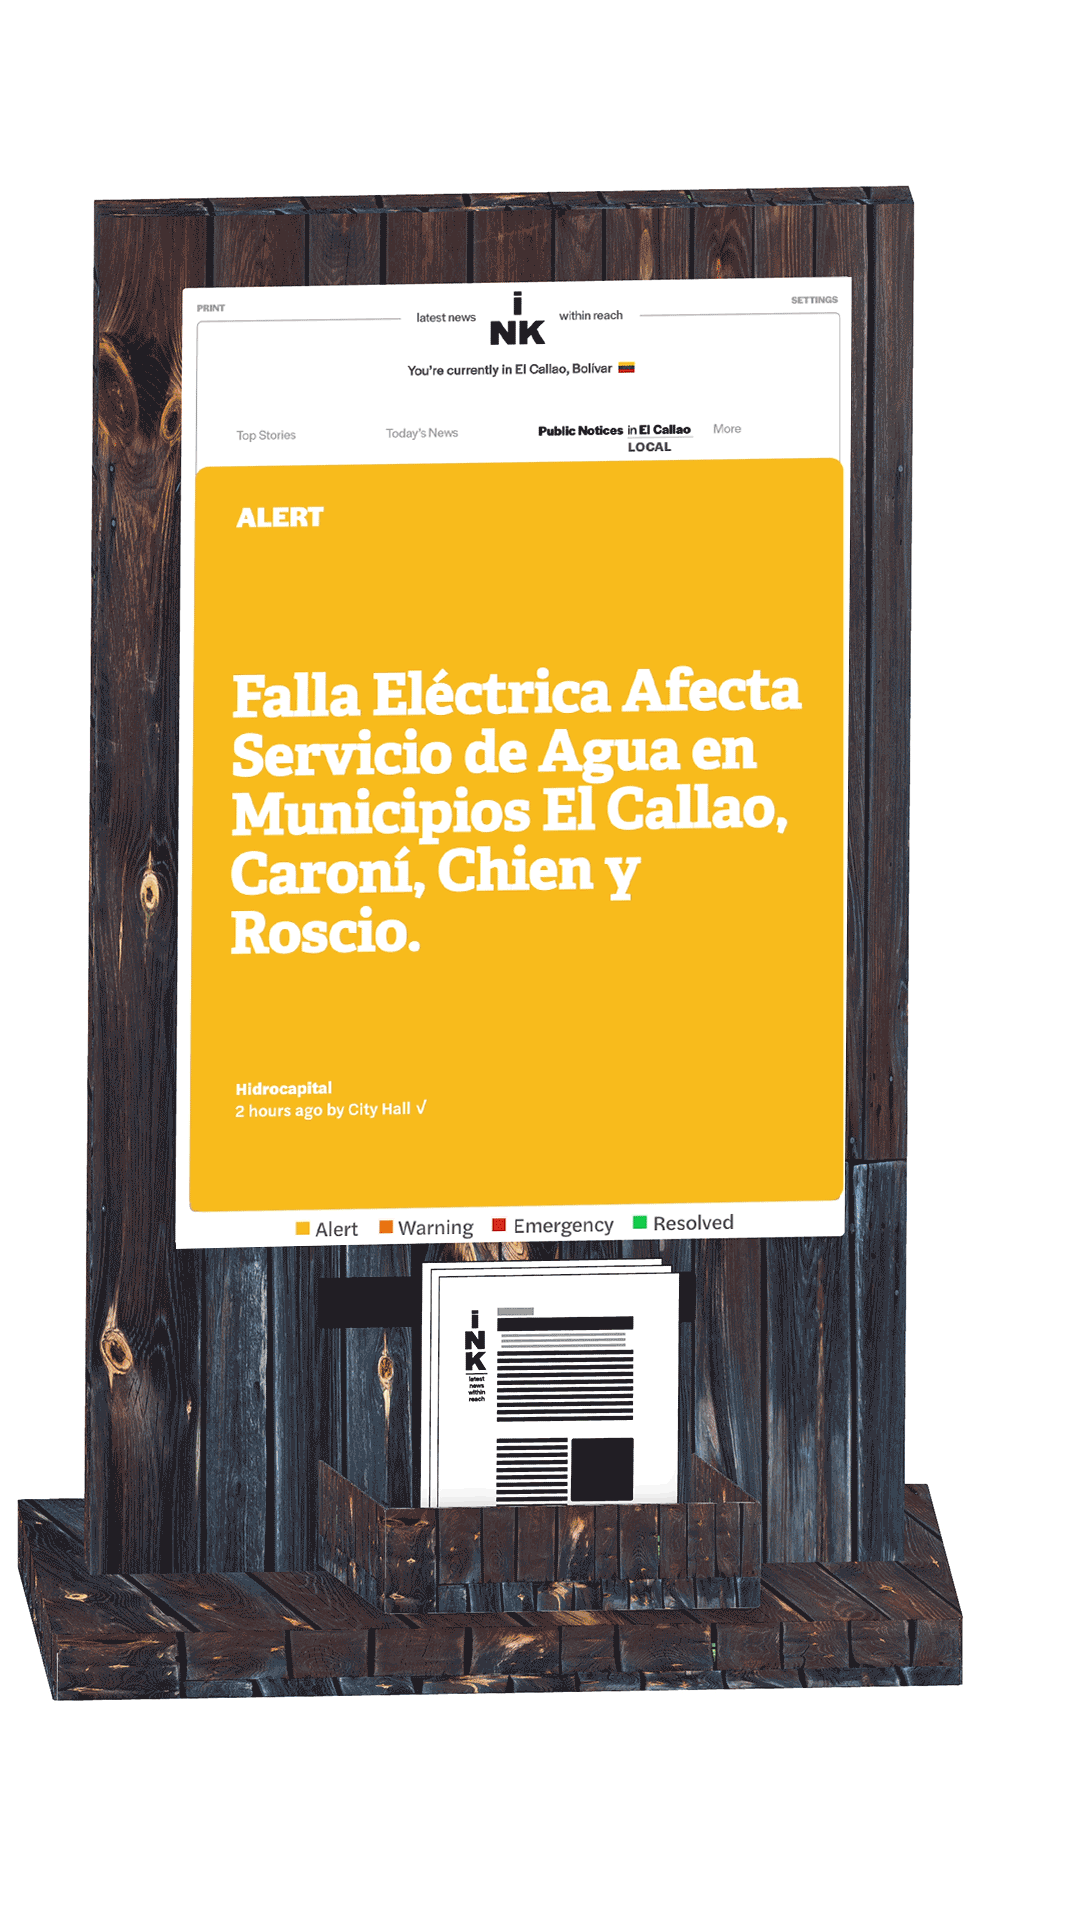 PRINT
SETTINGS
latest news
iNK
within reach
You're currently in El Callao, Bolívar
Top Stories
Today's News
Public Notices in El Callao
More
LOCAL
ALERT
Falla Eléctrica Afecta
Servicio de Agua en
Municipios El Callao,
Caroní, Chien y
Roscio.
Hidrocapital
2 hours ago by City Hall √
Alert
Warning
Emergency
Resolved
iNK
latest
news
within
reach